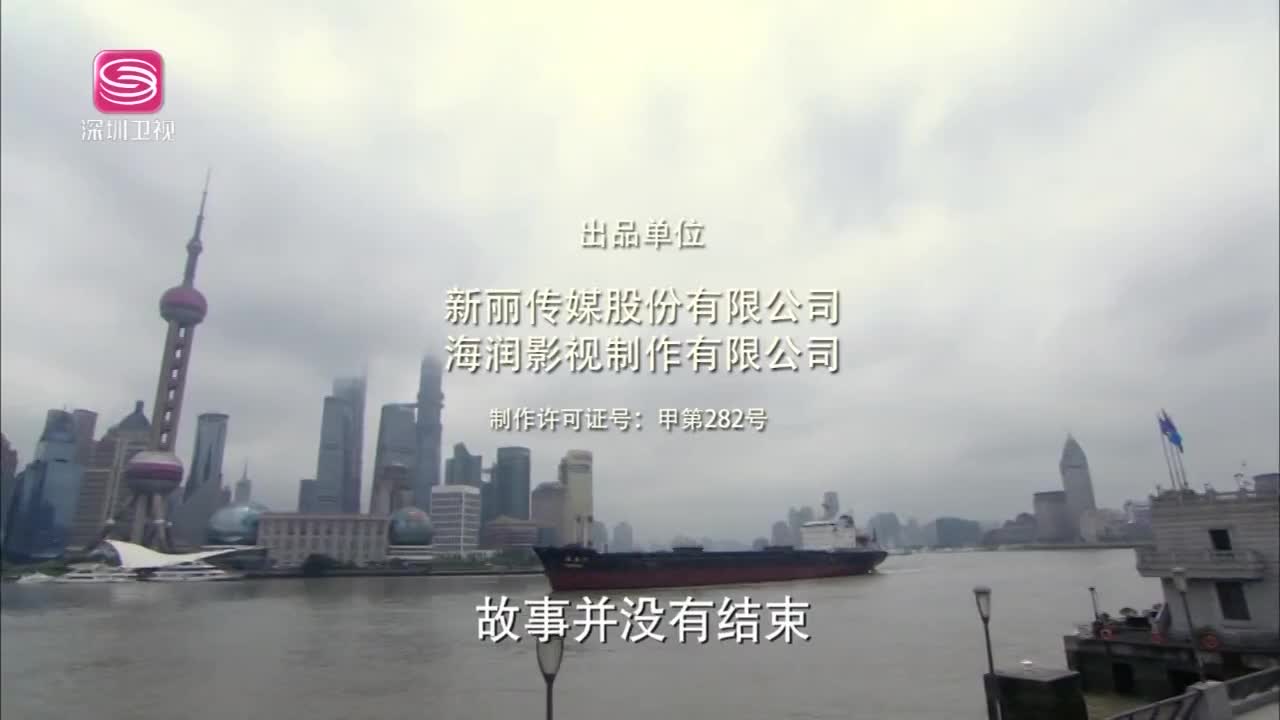 深圳卫视
出品单位
新丽传媒股份有限公司
海润影视制作有限公司
制作许可证号：甲第282号
故事并没有结束